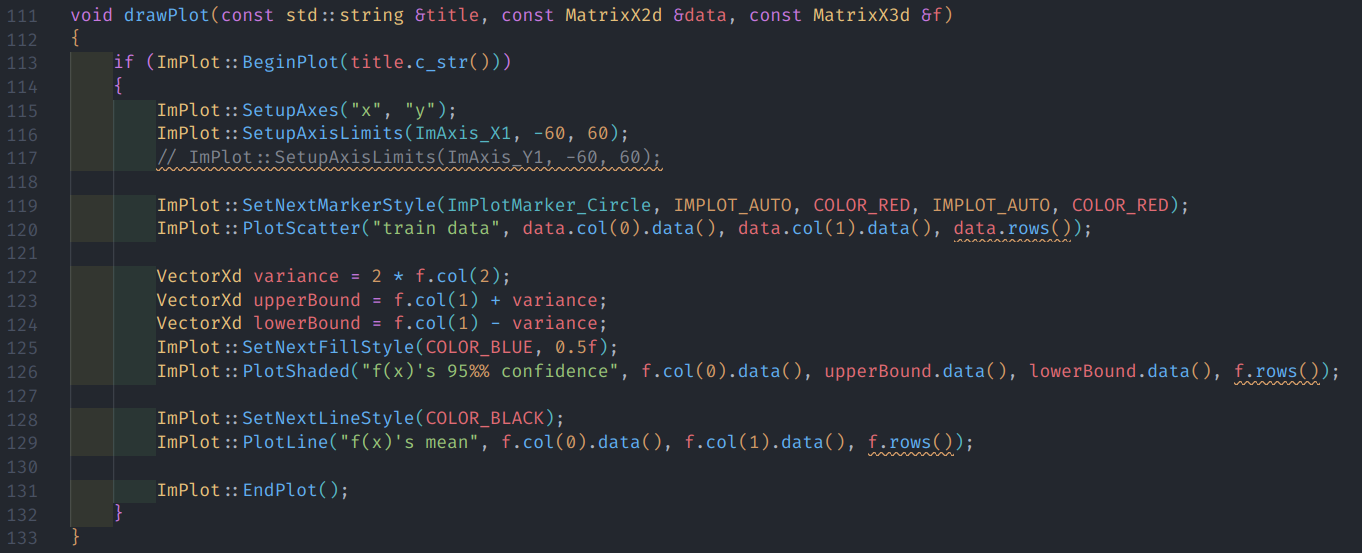 111 void drawPlot(const std::string &title, const MatrixX2d &data, const MatrixX3d &f)
112 {
113     if (ImPlot::BeginPlot(title.c_str()))
114     {
115         ImPlot::SetupAxes("x", "y");
116         ImPlot::SetupAxisLimits(ImAxis_X1, -60, 60);
117         // ImPlot::SetupAxisLimits(ImAxis_Y1, -60, 60);
118
119         ImPlot::SetNextMarkerStyle(ImPlotMarker_Circle, IMPLOT_AUTO, COLOR_RED, IMPLOT_AUTO, COLOR_RED);
120         ImPlot::PlotScatter("train data", data.col(0).data(), data.col(1).data(), data.rows());
121
122         VectorXd variance = 2 * f.col(2);
123         VectorXd upperBound = f.col(1) + variance;
124         VectorXd lowerBound = f.col(1) - variance;
125         ImPlot::SetNextFillStyle(COLOR_BLUE, 0.5f);
126         ImPlot::PlotShaded("f(x)'s 95%% confidence", f.col(0).data(), upperBound.data(), lowerBound.data(), f.rows());
127
128         ImPlot::SetNextLineStyle(COLOR_BLACK);
129         ImPlot::PlotLine("f(x)'s mean", f.col(0).data(), f.col(1).data(), f.rows());
130
131         ImPlot::EndPlot();
132     }
133 }